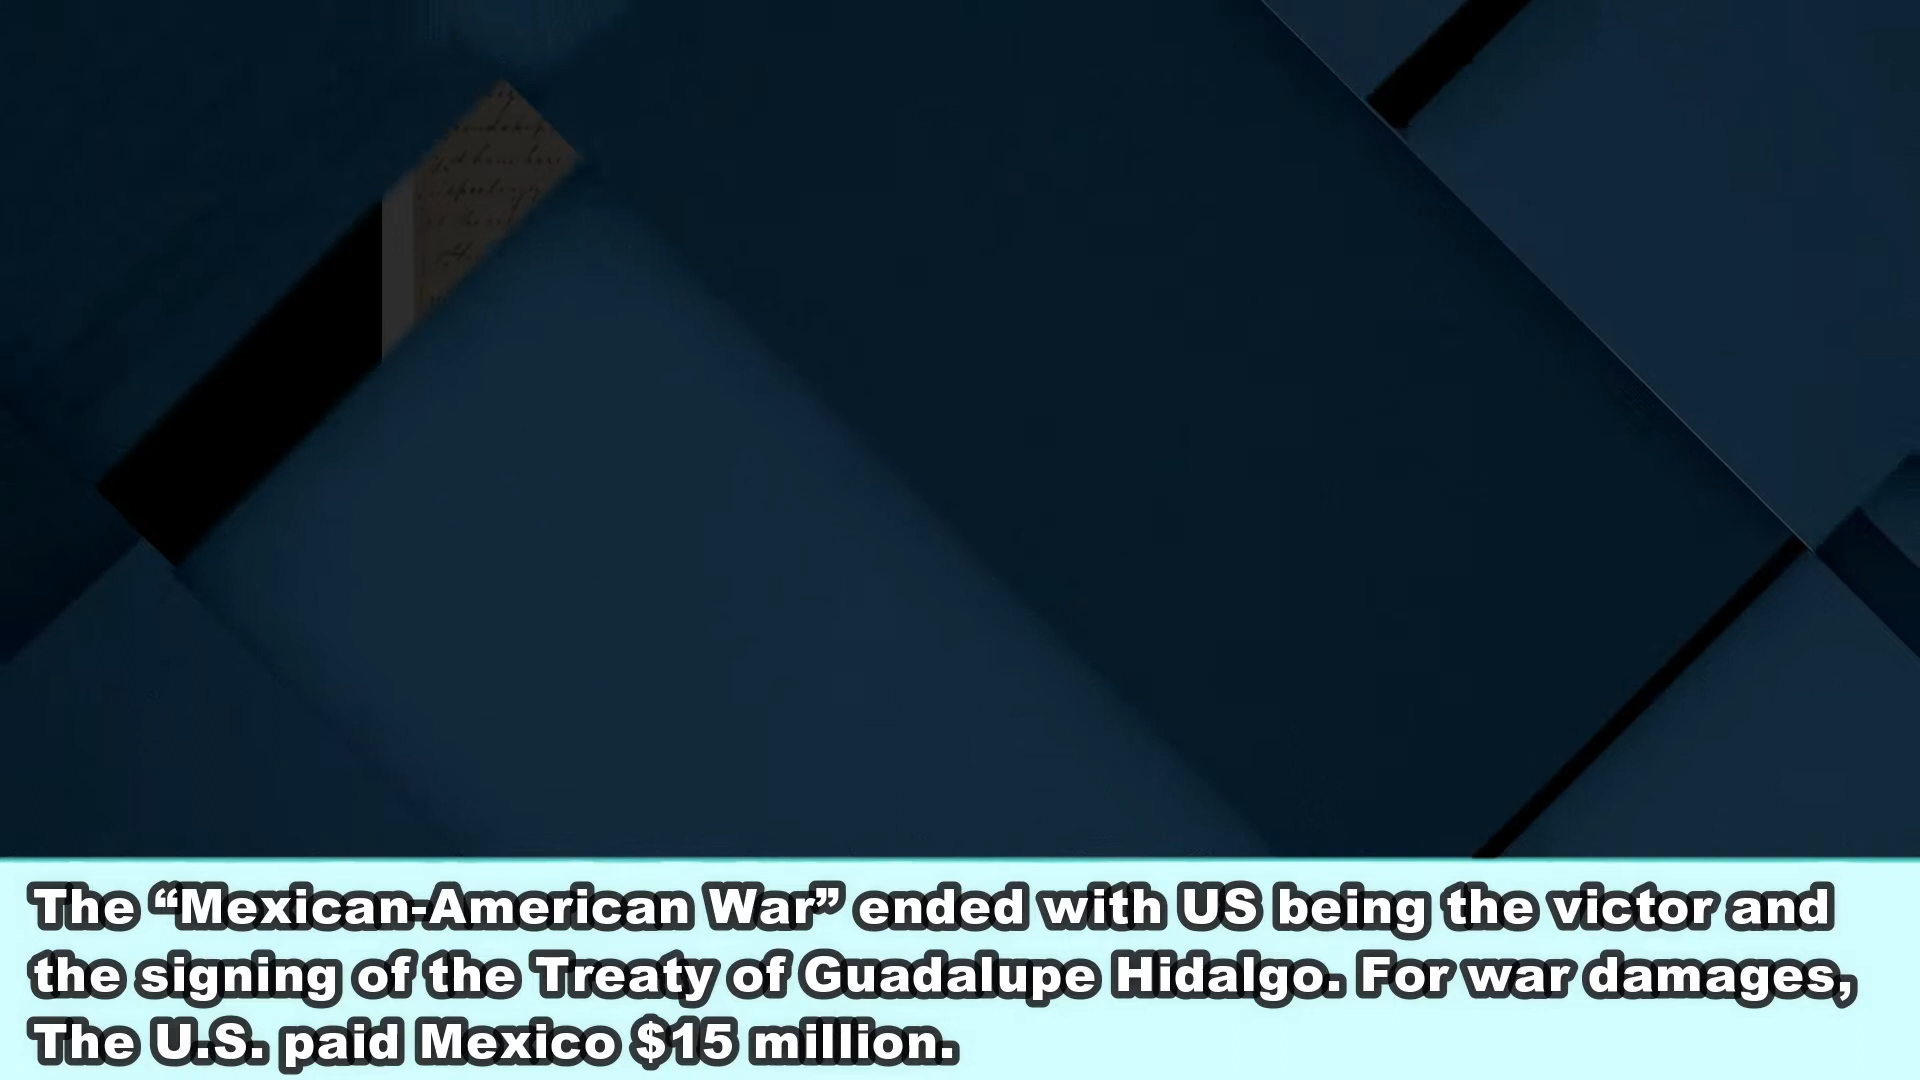 The “Mexican-American War” ended with US being the victor and
the signing of the Treaty of Guadalupe Hidalgo. For war damages,
The U.S. paid Mexico $15 million.